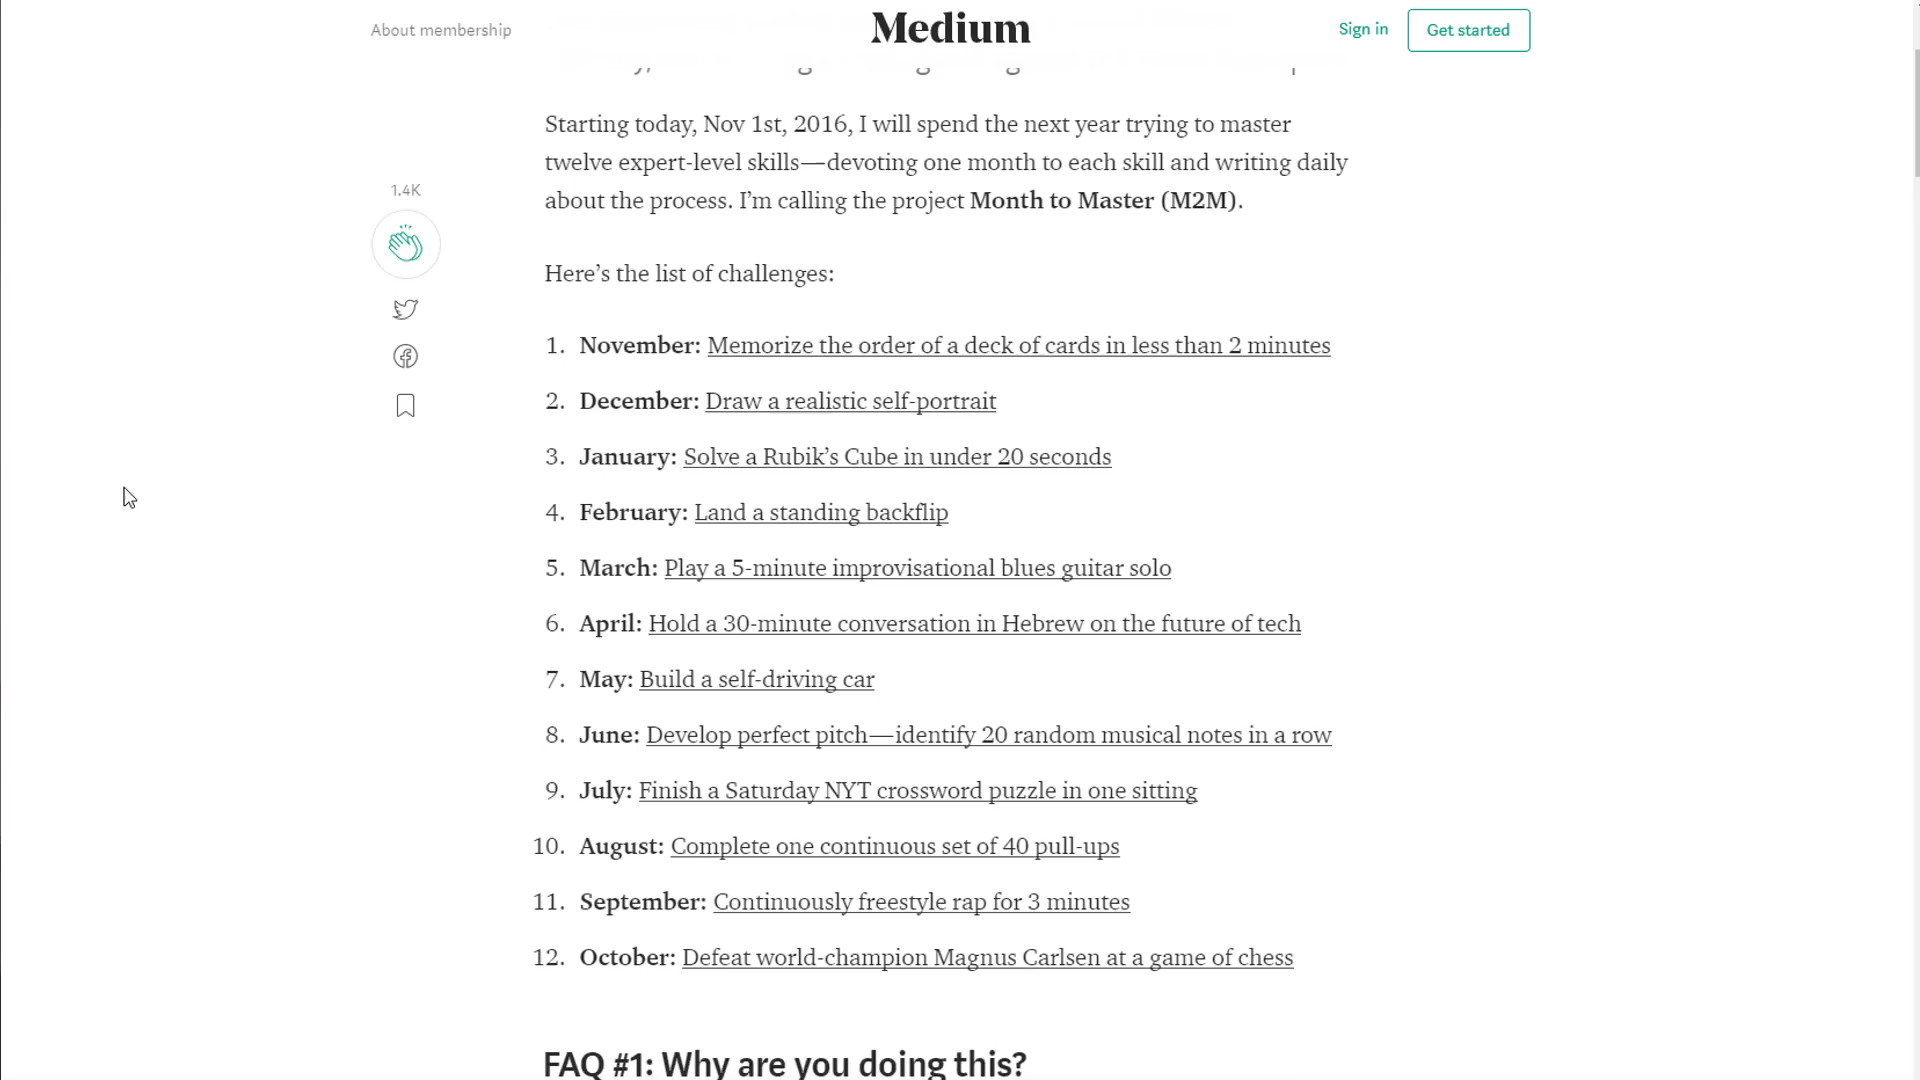 About membership
Medium
Sign in
Get started
Starting today, Nov 1st, 2016, I will spend the next year trying to master
twelve expert-level skills—devoting one month to each skill and writing daily
about the process. I’m calling the project Month to Master (M2M).
1.4K
Here’s the list of challenges:
1. November: Memorize the order of a deck of cards in less than 2 minutes
2. December: Draw a realistic self-portrait
3. January: Solve a Rubik’s Cube in under 20 seconds
4. February: Land a standing backflip
5. March: Play a 5-minute improvisational blues guitar solo
6. April: Hold a 30-minute conversation in Hebrew on the future of tech
7. May: Build a self-driving car
8. June: Develop perfect pitch—identify 20 random musical notes in a row
9. July: Finish a Saturday NYT crossword puzzle in one sitting
10. August: Complete one continuous set of 40 pull-ups
11. September: Continuously freestyle rap for 3 minutes
12. October: Defeat world-champion Magnus Carlsen at a game of chess
FAQ #1: Why are you doing this?